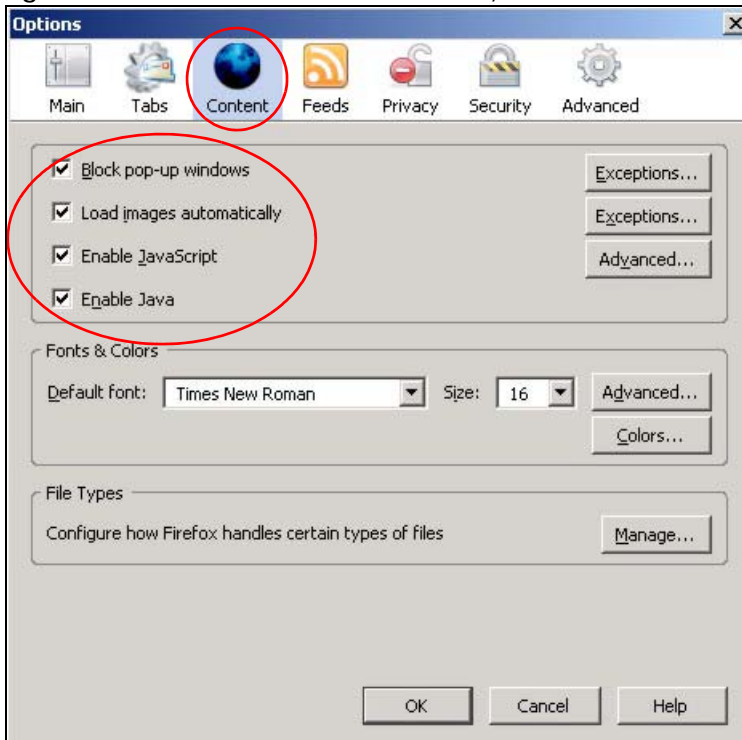 Options
Main Tabs Content Feeds Privacy Security Advanced
Block pop-up windows Exceptions...
Load images automatically Exceptions...
Enable JavaScript Advanced...
Enable Java
Fonts & Colors
Default font: Times New Roman Size: 16 Advanced...
Colors...
File Types
Configure how Firefox handles certain types of files Manage...
OK Cancel Help